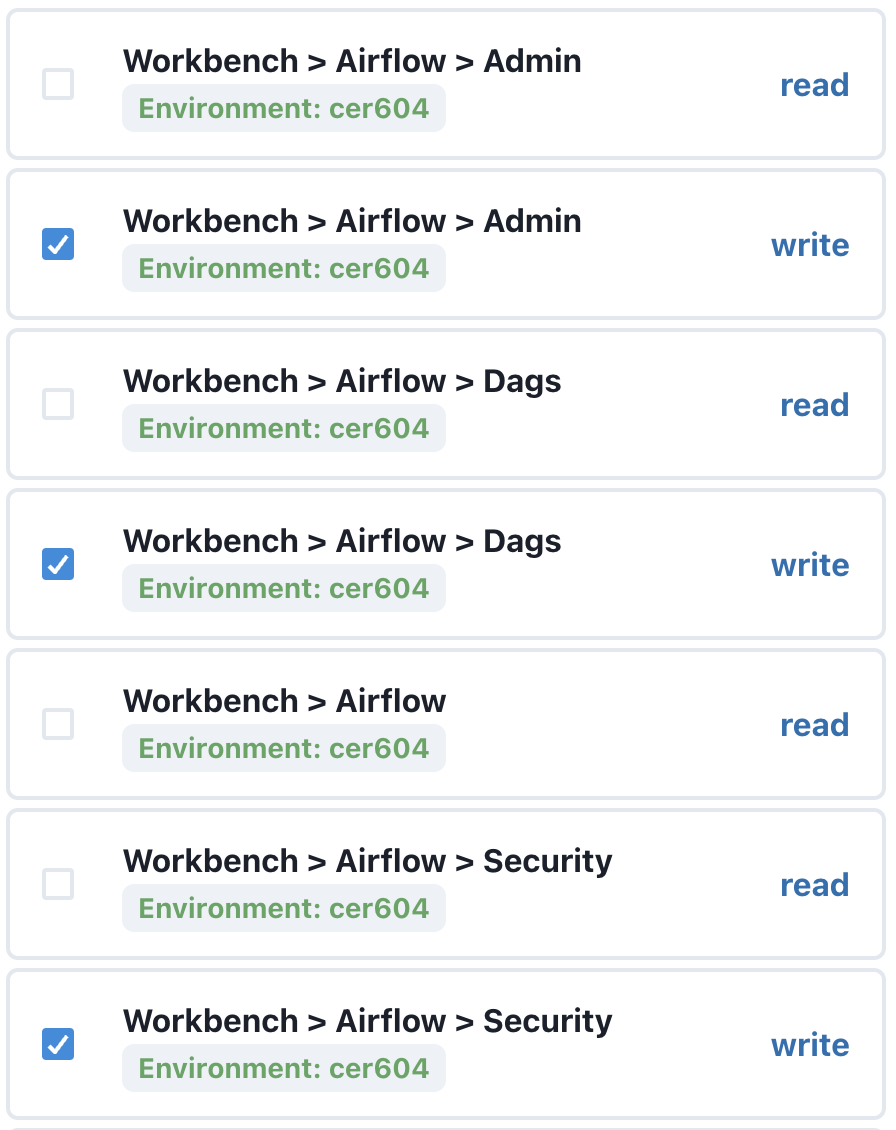 Workbench > Airflow > Admin
Environment: cer604
read
Workbench > Airflow > Admin
Environment: cer604
write
Workbench > Airflow > Dags
Environment: cer604
read
Workbench > Airflow > Dags
Environment: cer604
write
Workbench > Airflow
Environment: cer604
read
Workbench > Airflow > Security
Environment: cer604
read
Workbench > Airflow > Security
Environment: cer604
write